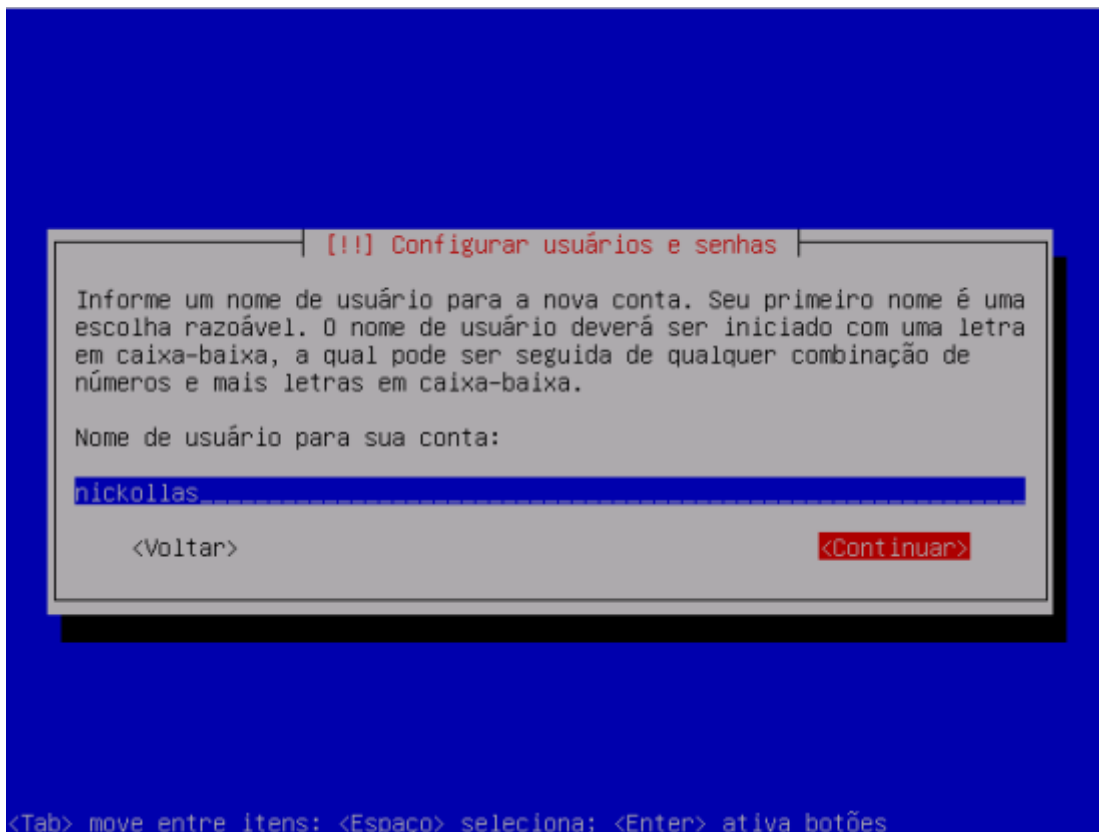 [!!] Configurar usuários e senhas
Informe um nome de usuário para a nova conta. Seu primeiro nome é uma
escolha razoável. O nome de usuário deverá ser iniciado com uma letra
em caixa-baixa, a qual pode ser seguida de qualquer combinação de
números e mais letras em caixa-baixa.
Nome de usuário para sua conta:
nickollas
<Voltar> <Continuar>
<Tab> move entre itens; <Espaço> seleciona; <Enter> ativa botões